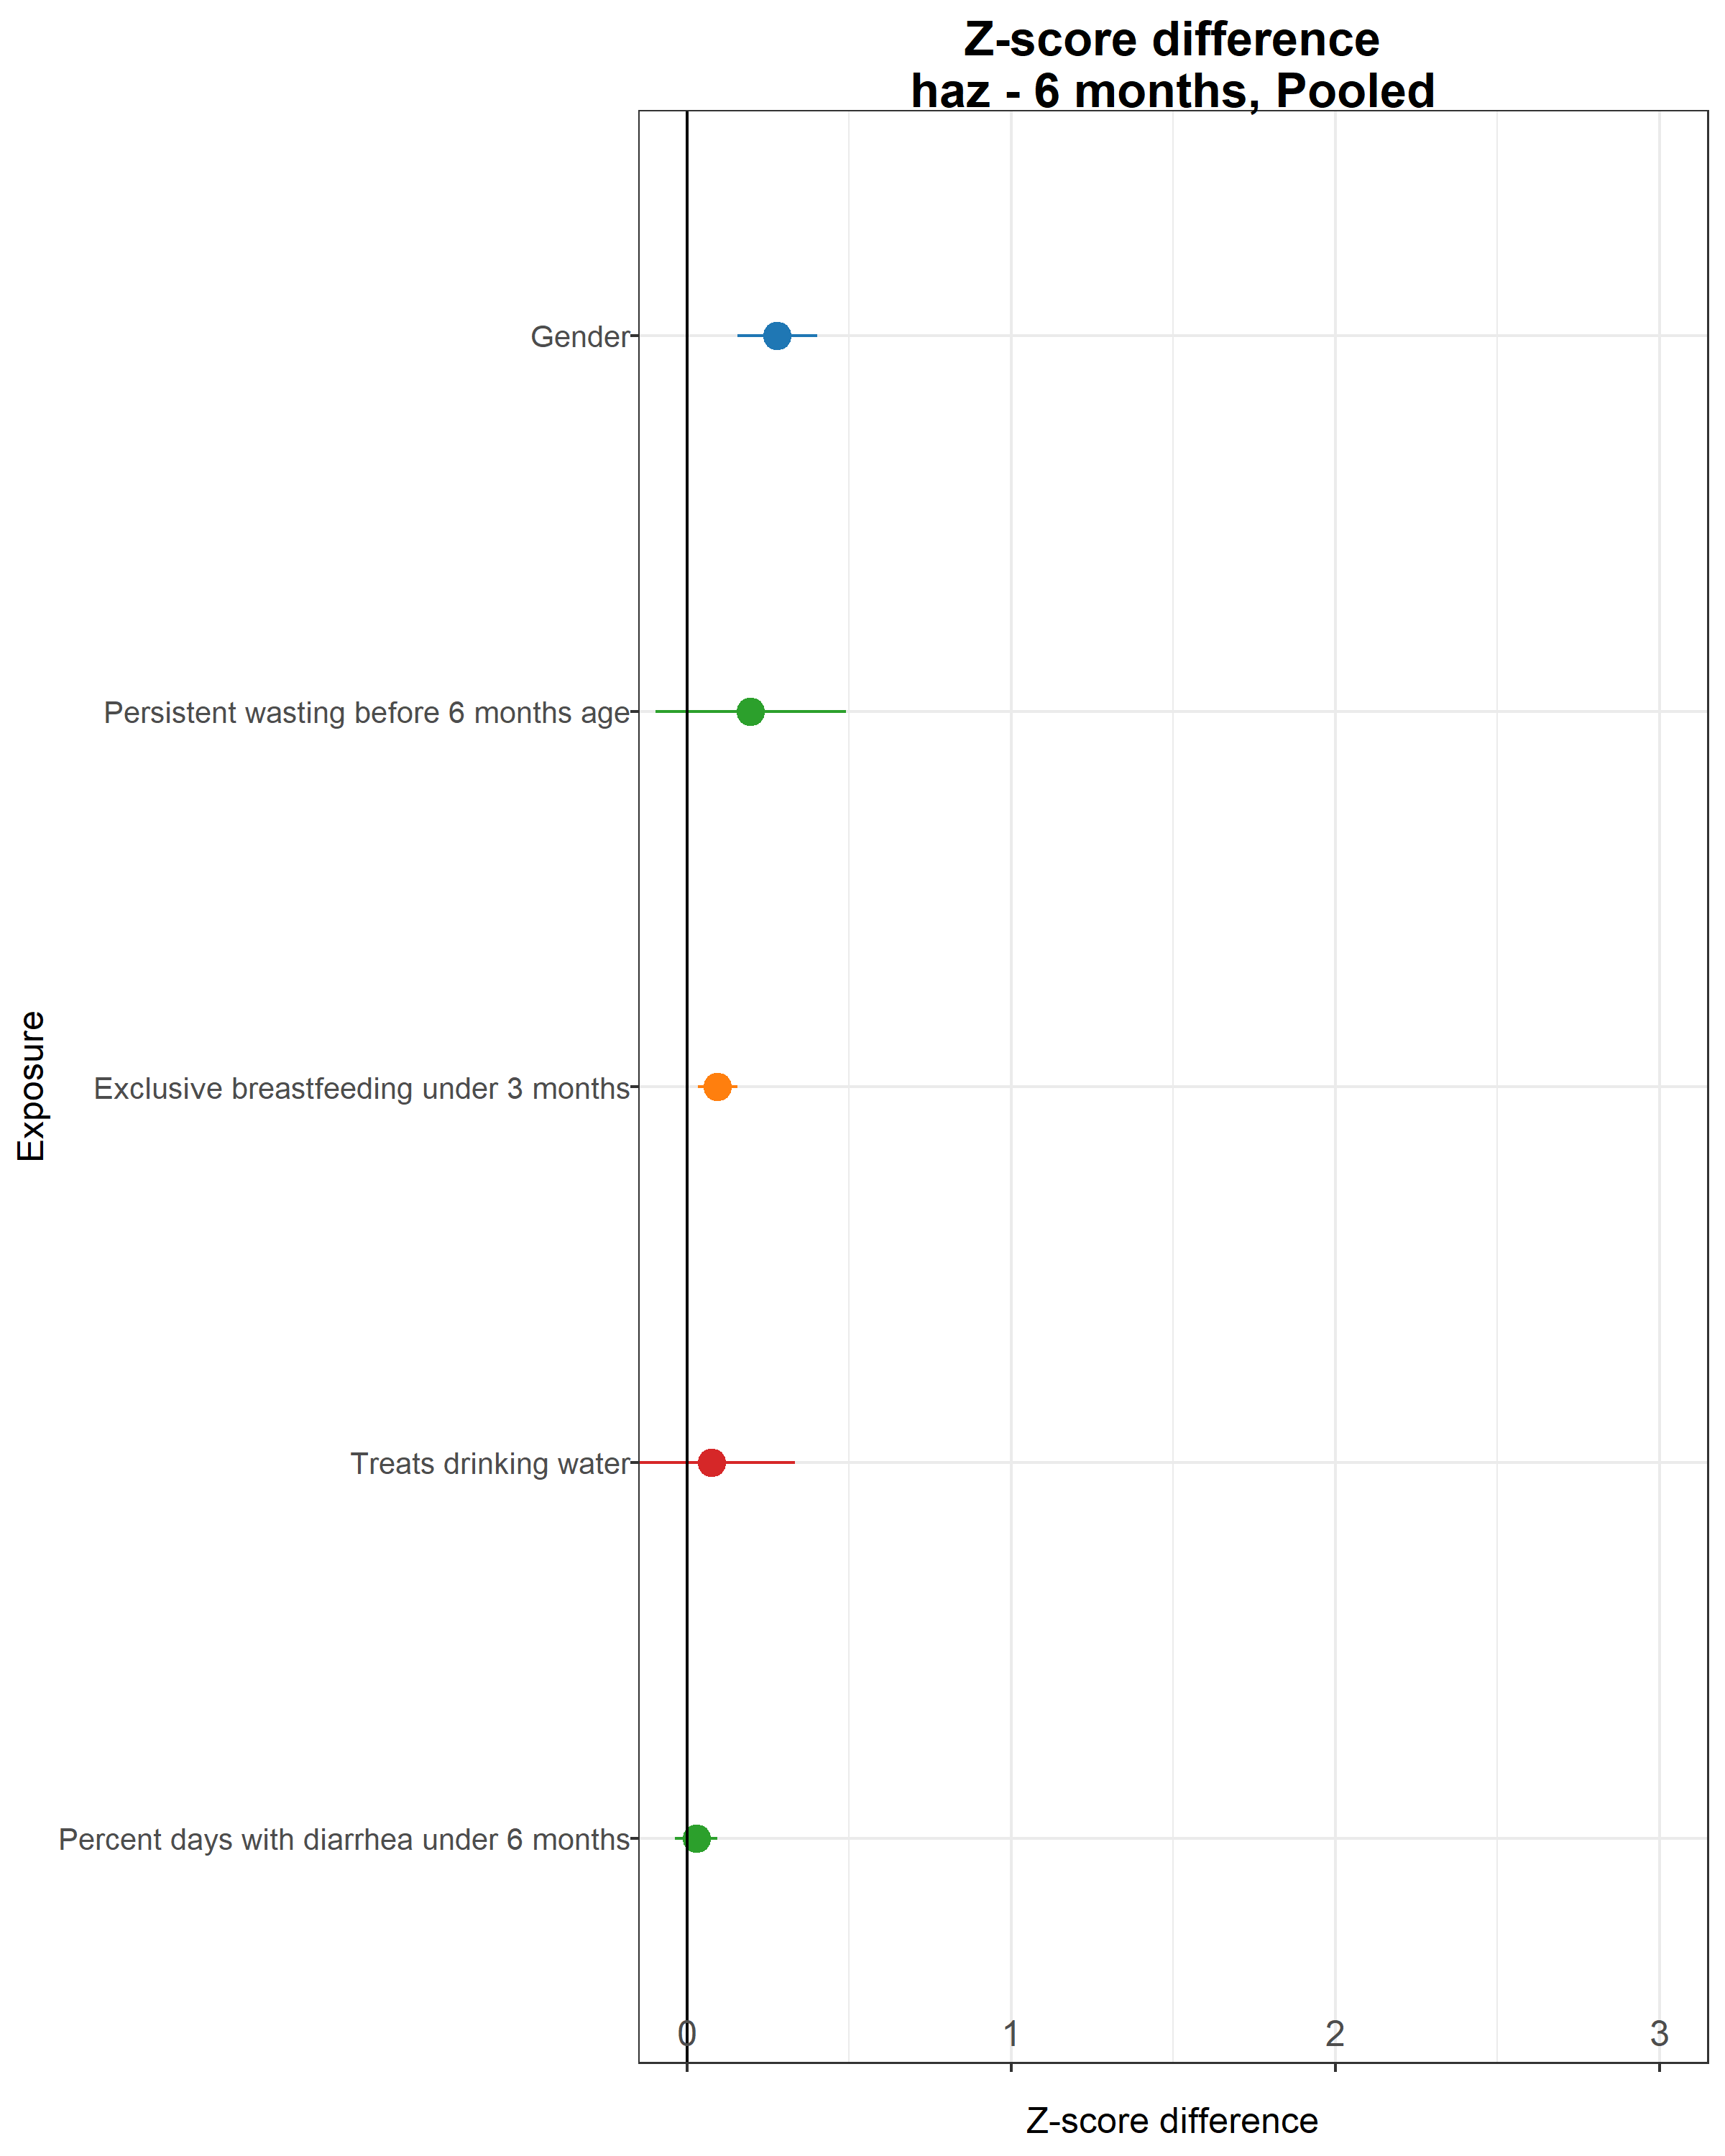 Z-score difference
haz - 6 months, Pooled
Gender
Persistent wasting before 6 months age
Exclusive breastfeeding under 3 months
Treats drinking water
Percent days with diarrhea under 6 months
Exposure
0 1 2 3
Z-score difference